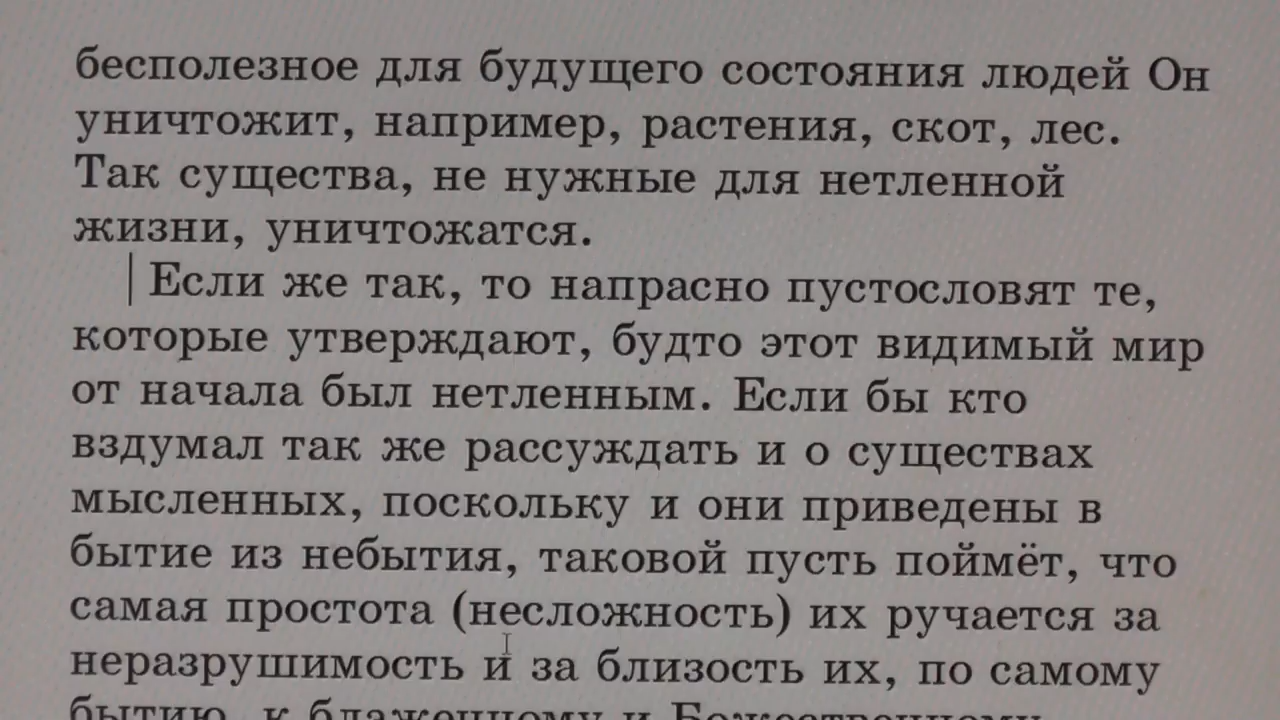 бесполезное для будущего состояния людей Он
уничтожит, например, растения, скот, лес.
Так существа, не нужные для нетленной
жизни, уничтожатся.
Если же так, то напрасно пустословят те,
которые утверждают, будто этот видимый мир
от начала был нетленным. Если бы кто
вздумал так же рассуждать и о существах
мысленных, поскольку и они приведены в
бытие из небытия, таковой пусть поймёт, что
самая простота (несложность) их ручается за
неразрушимость и за близость их, по самому
бытию, к блаженному и Божественному